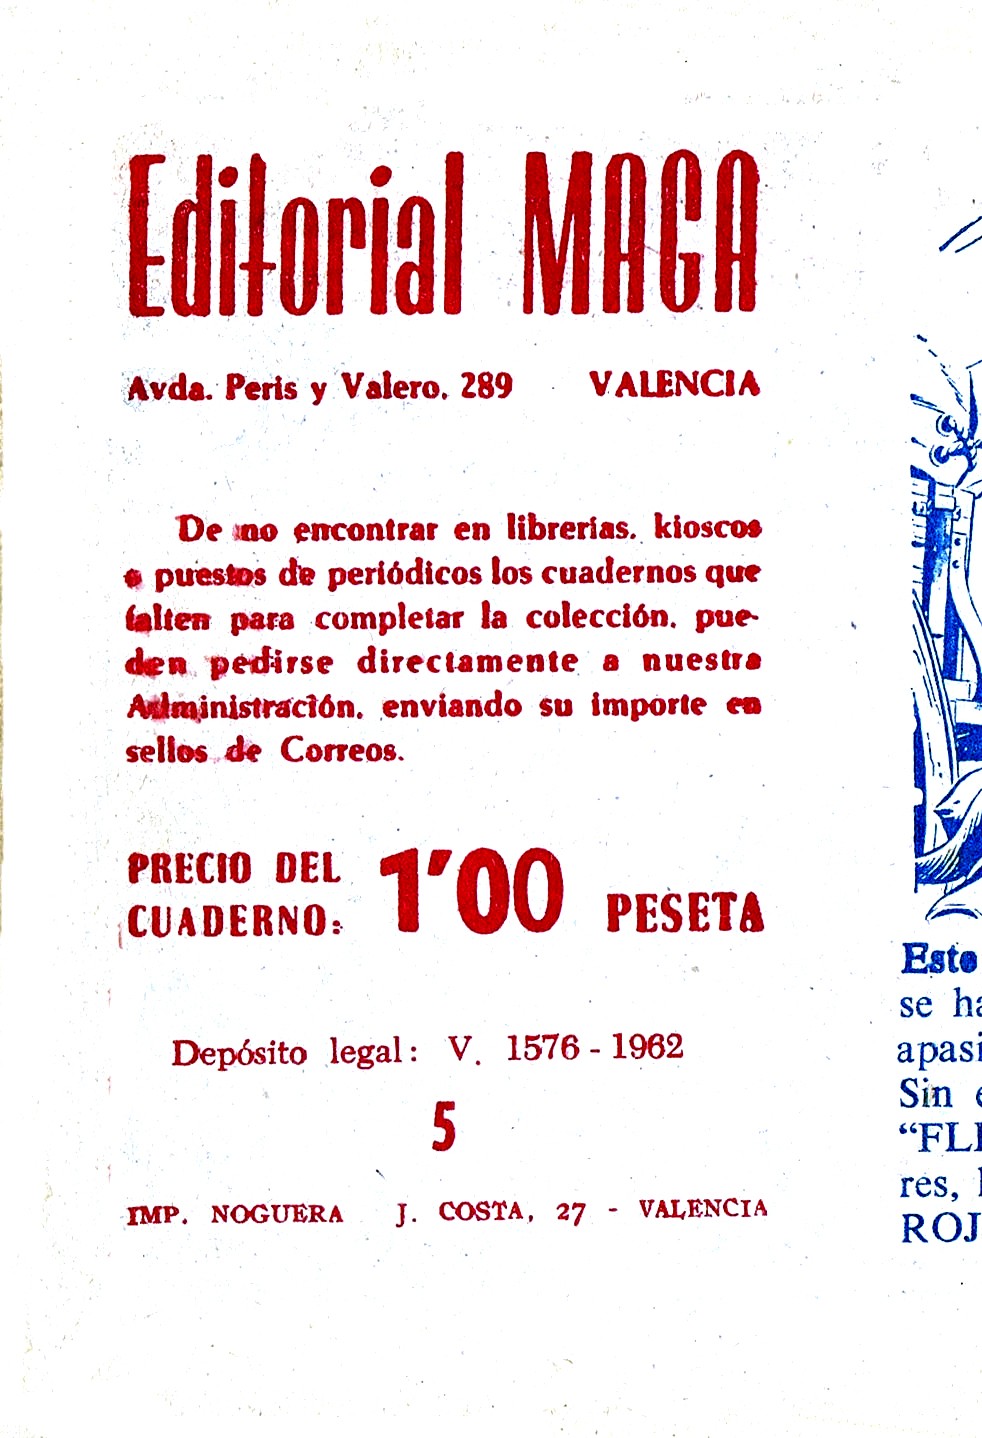 Editorial MAGA
Avda. Peris y Valero, 289 VALENCIA
De no encontrar en librerías, kioscos
o puestos de periódicos los cuadernos que
falten para completar la colección, pue-
den pedirse directamente a nuestra
Administración, enviando su importe en
sellos de Correos.
PRECIO DEL
CUADERNO: 1'00 PESETA
Depósito legal: V. 1576 - 1962
5
IMP. NOGUERA J. COSTA, 27 - VALENCIA
Este
se ha
apasi
Sin
"FL
res,
ROJ